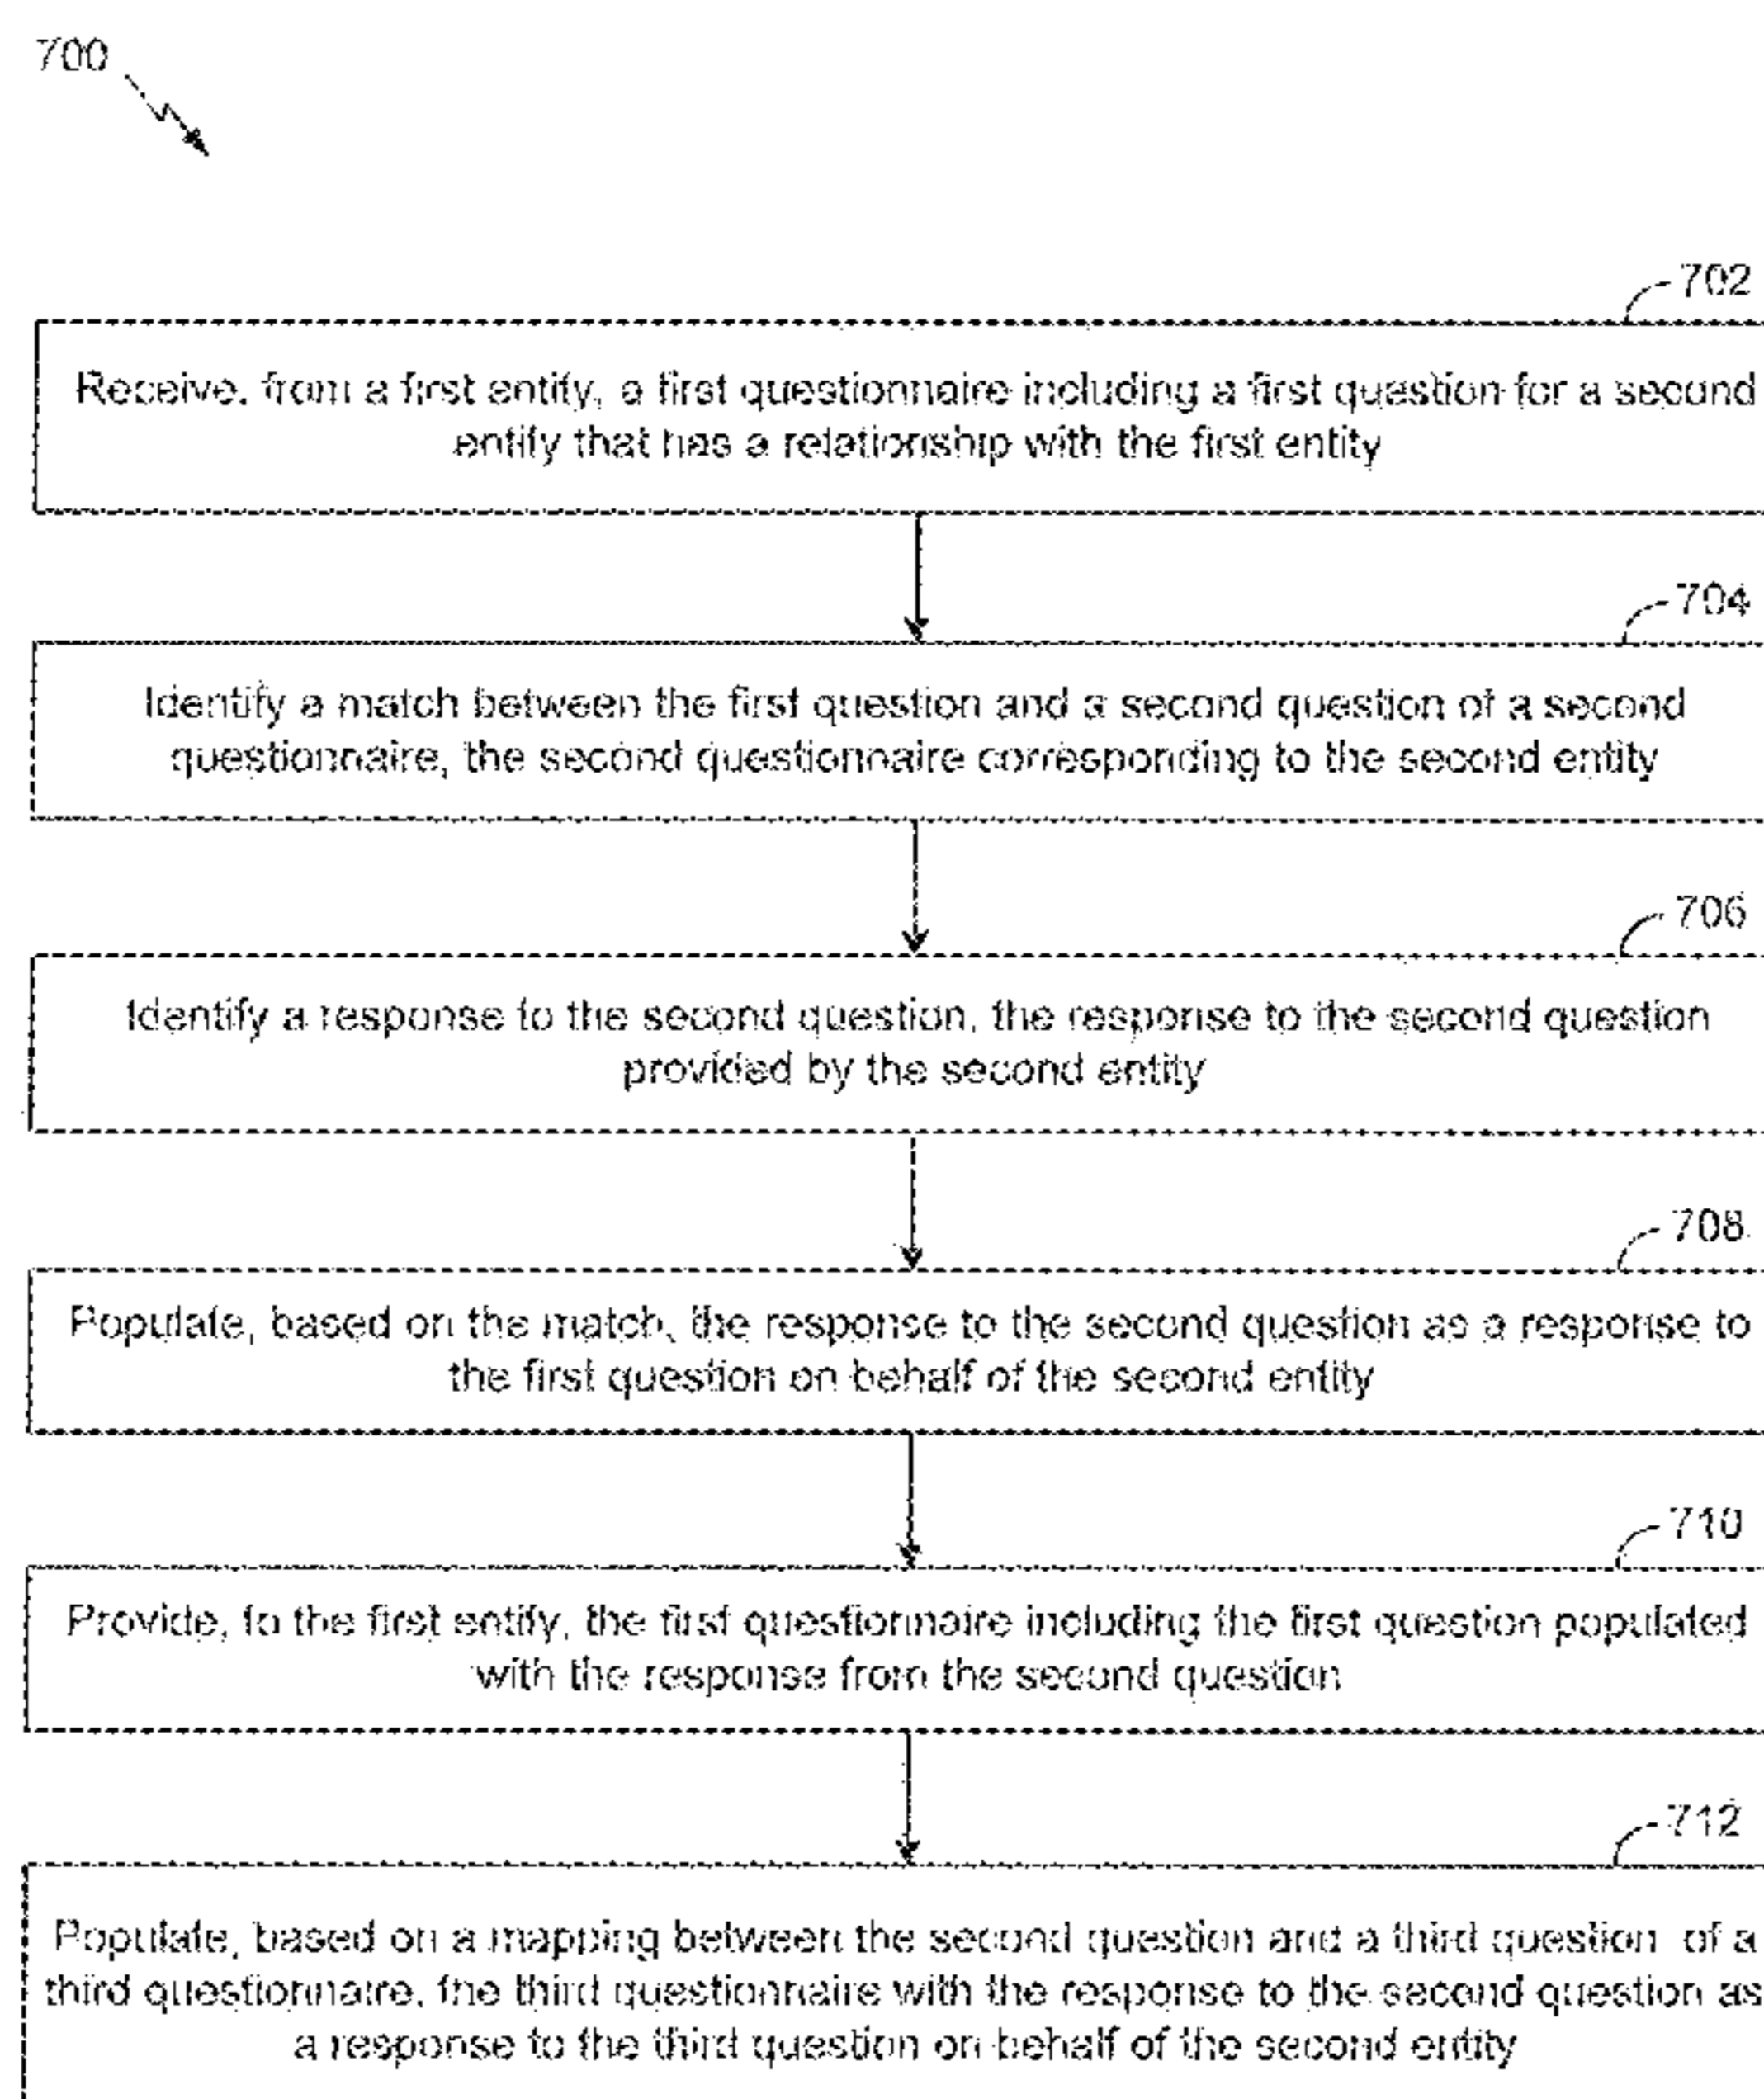 700
702
Receive, from a first entity, a first questionnaire including a first question for a second
entity that has a relationship with the first entity
704
Identify a match between the first question and a second question of a second
questionnaire, the second questionnaire corresponding to the second entity
706
Identify a response to the second question, the response to the second question
provided by the second entity
708
Populate, based on the match, the response to the second question as a response to
the first question on behalf of the second entity
710
Provide, to the first entity, the first questionnaire including the first question populated
with the response from the second question
712
Populate, based on a mapping between the second question and a third question of a
third questionnaire, the third questionnaire with the response to the second question as
a response to the third question on behalf of the second entity